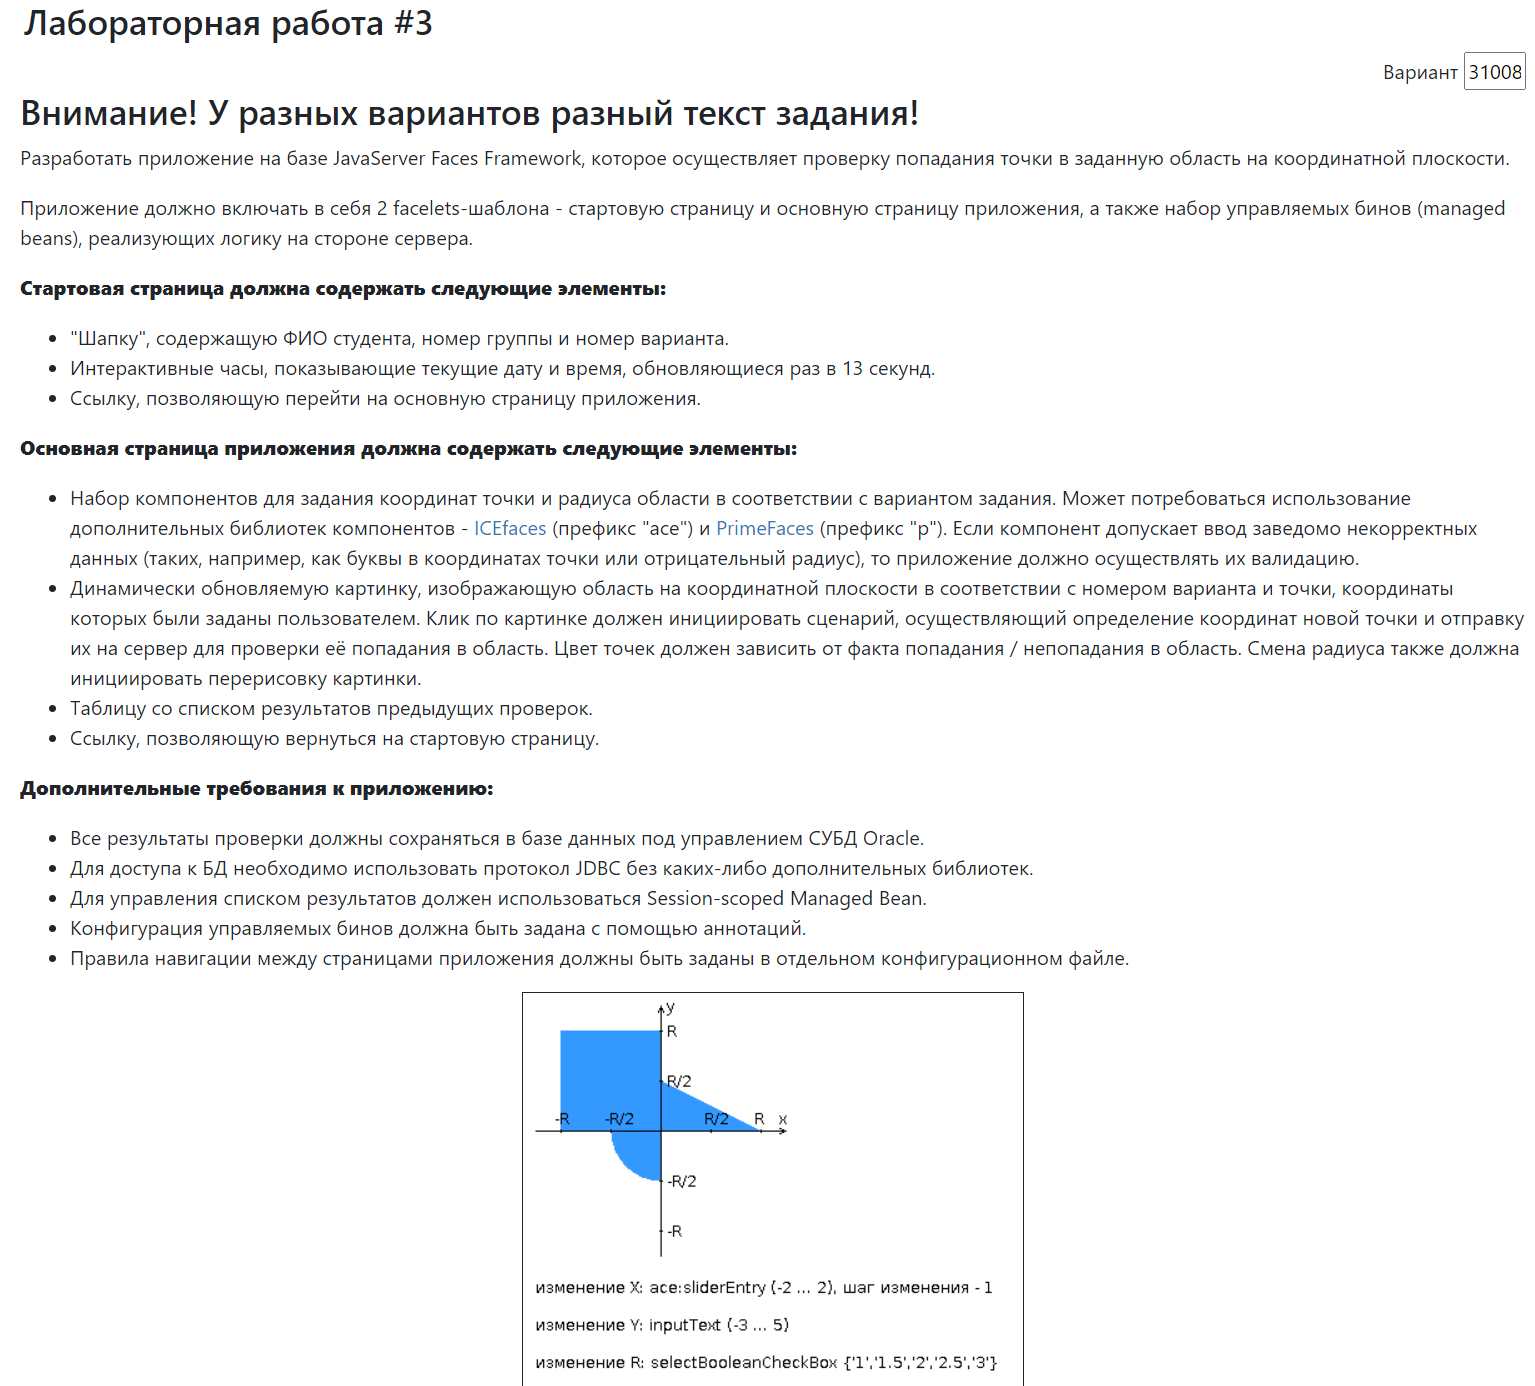 Лабораторная работа #3
Вариант 31008
Внимание! У разных вариантов разный текст задания!
Разработать приложение на базе JavaServer Faces Framework, которое осуществляет проверку попадания точки в заданную область на координатной плоскости.
Приложение должно включать в себя 2 facelets-шаблона - стартовую страницу и основную страницу приложения, а также набор управляемых бинов (managed
beans), реализующих логику на стороне сервера.
Стартовая страница должна содержать следующие элементы:
"Шапку", содержащую ФИО студента, номер группы и номер варианта.
Интерактивные часы, показывающие текущие дату и время, обновляющиеся раз в 13 секунд.
Ссылку, позволяющую перейти на основную страницу приложения.
Основная страница приложения должна содержать следующие элементы:
Набор компонентов для задания координат точки и радиуса области в соответствии с вариантом задания. Может потребоваться использование
дополнительных библиотек компонентов - ICEfaces (префикс "ace") и PrimeFaces (префикс "p"). Если компонент допускает ввод заведомо некорректных
данных (таких, например, как буквы в координатах точки или отрицательный радиус), то приложение должно осуществлять их валидацию.
Динамически обновляемую картинку, изображающую область на координатной плоскости в соответствии с номером варианта и точки, координаты
которых были заданы пользователем. Клик по картинке должен инициировать сценарий, осуществляющий определение координат новой точки и отправку
их на сервер для проверки её попадания в область. Цвет точек должен зависить от факта попадания / непопадания в область. Смена радиуса также должна
инициировать перерисовку картинки.
Таблицу со списком результатов предыдущих проверок.
Ссылку, позволяющую вернуться на стартовую страницу.
Дополнительные требования к приложению:
Все результаты проверки должны сохраняться в базе данных под управлением СУБД Oracle.
Для доступа к БД необходимо использовать протокол JDBC без каких-либо дополнительных библиотек.
Для управления списком результатов должен использоваться Session-scoped Managed Bean.
Конфигурация управляемых бинов должна быть задана с помощью аннотаций.
Правила навигации между страницами приложения должны быть заданы в отдельном конфигурационном файле.
y
R
R/2
-R -R/2 R/2 R x
-R/2
-R
изменение X: ace:sliderEntry {-2 ... 2}, шаг изменения - 1
изменение Y: inputText {-3 ... 5}
изменение R: selectBooleanCheckBox {'1','1.5','2','2.5','3'}